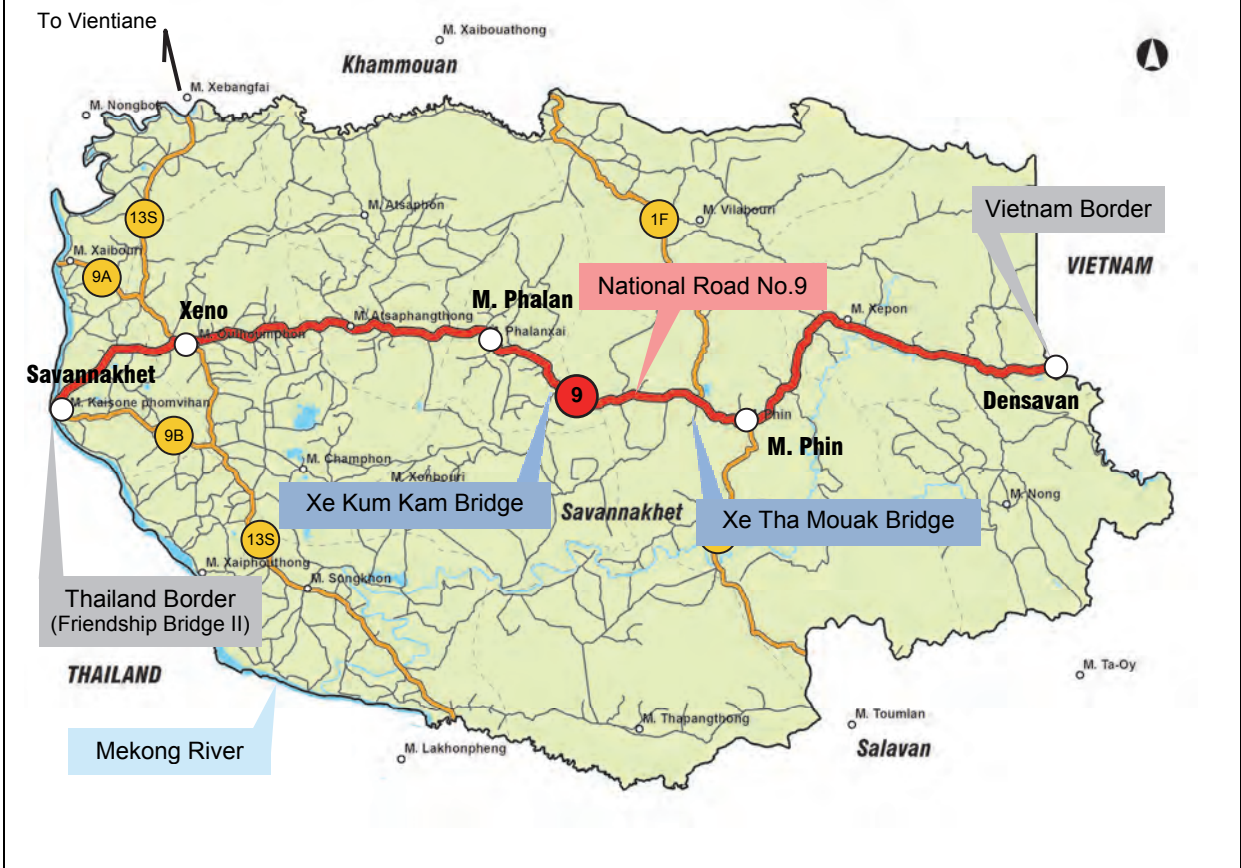 To Vientiane
M. Xaibouathong
Khammouan
M. Xebangfai
M. Nongbok
13S
M. Atsaphon
1F
M. Vilabouri
Vietnam Border
VIETNAM
M. Xaibouri
9A
National Road No.9
Xeno
M. Outhoumphon
M. Atsaphangthong
M. Phalan
Phalanxai
M. Xepon
Savannakhet
M. Kaisone phomvihan
9
Densavan
9B
Phin
M. Phin
M. Champhon
M. Xonbouri
Xe Kum Kam Bridge
Savannakhet
Xe Tha Mouak Bridge
M. Nong
13S
M. Xaiphouthong
M. Songkhon
Thailand Border
(Friendship Bridge II)
THAILAND
M. Ta-Oy
Mekong River
M. Thapangthong
M. Toumlan
M. Lakhonpheng
Salavan